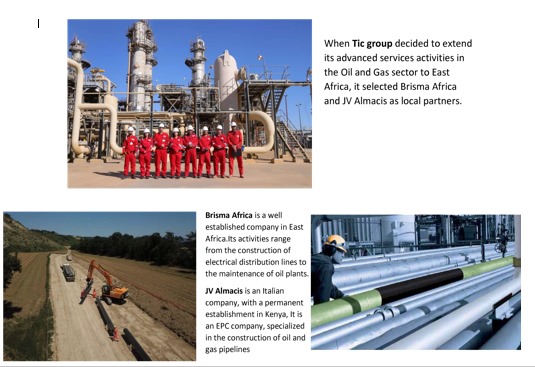 When Tic group decided to extend
its advanced services activities in
the Oil and Gas sector to East
Africa, it selected Brisma Africa
and JV Almacis as local partners.
Brisma Africa is a well
established company in East
Africa.Its activities range
from the construction of
electrical distribution lines to
the maintenance of oil plants.
JV Almacis is an Italian
company, with a permanent
establishment in Kenya, It is
an EPC company, specialized
in the construction of oil and
gas pipelines